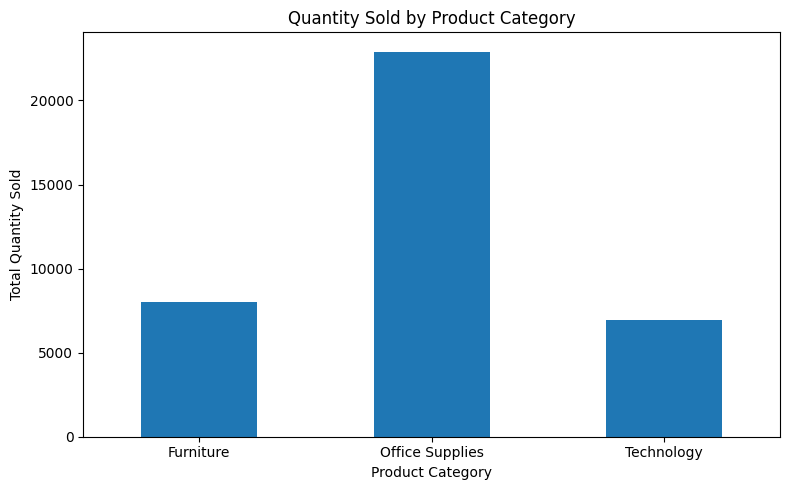 Quantity Sold by Product Category
Total Quantity Sold
20000
15000
10000
5000
0
Furniture
Office Supplies
Technology
Product Category